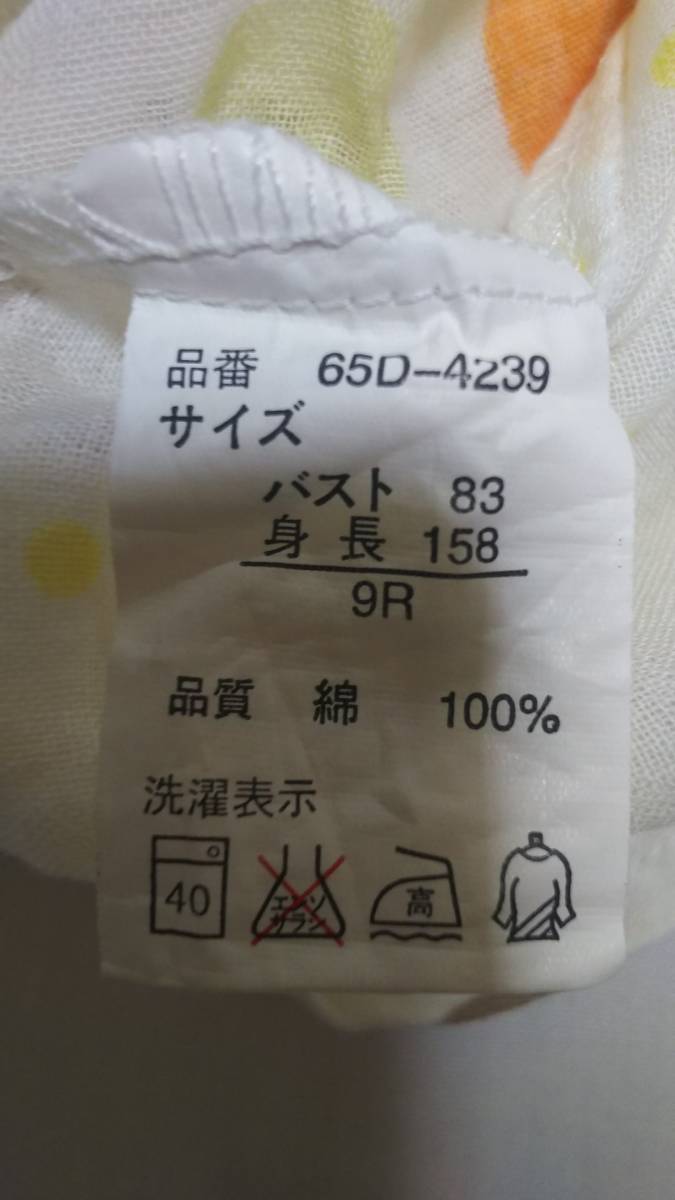 品番 65D-4239
サイズ
バスト 83
身長 158
9R
品質 綿 100%
洗濯表示
40
エンソ
サラシ
高